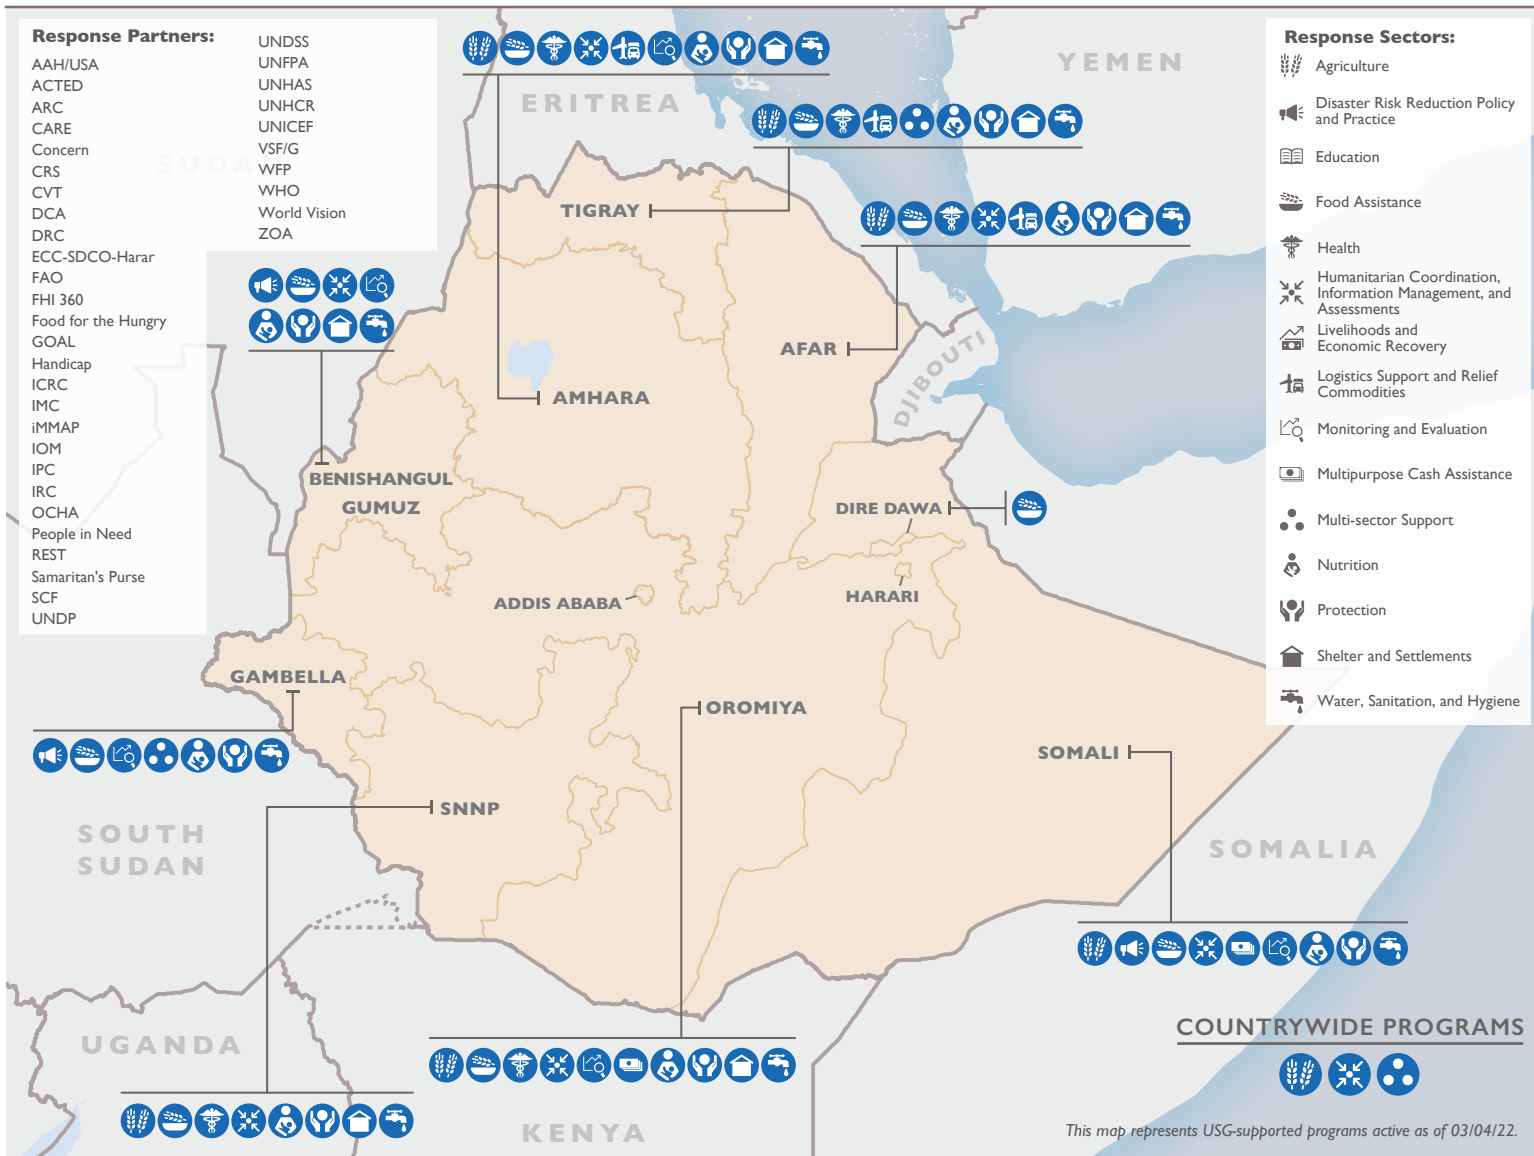 Response Partners:
AAH/USA
ACTED
ARC
CARE
Concern
CRS
CVT
DCA
DRC
ECC-SDCO-Harar
FAO
FHI 360
Food for the Hungry
GOAL
Handicap
ICRC
IMC
iMMAP
IOM
IPC
IRC
OCHA
People in Need
REST
Samaritan's Purse
SCF
UNDP
UNDSS
UNFPA
UNHAS
UNHCR
UNICEF
VSF/G
WFP
WHO
World Vision
ZOA
Response Sectors:
Agriculture
Disaster Risk Reduction Policy
and Practice
Education
Food Assistance
Health
Humanitarian Coordination,
Information Management, and
Assessments
Livelihoods and
Economic Recovery
Logistics Support and Relief
Commodities
Monitoring and Evaluation
Multipurpose Cash Assistance
Multi-sector Support
Nutrition
Protection
Shelter and Settlements
Water, Sanitation, and Hygiene
YEMEN
ERITREA
TIGRAY
AFAR
DJIBOUTI
AMHARA
BENISHANGUL
GUMUZ
DIRE DAWA
ADDIS ABABA
HARARI
GAMBELLA
OROMIYA
SOMALI
SNNP
SOUTH
SUDAN
SOMALIA
UGANDA
KENYA
COUNTRYWIDE PROGRAMS
This map represents USG-supported programs active as of 03/04/22.